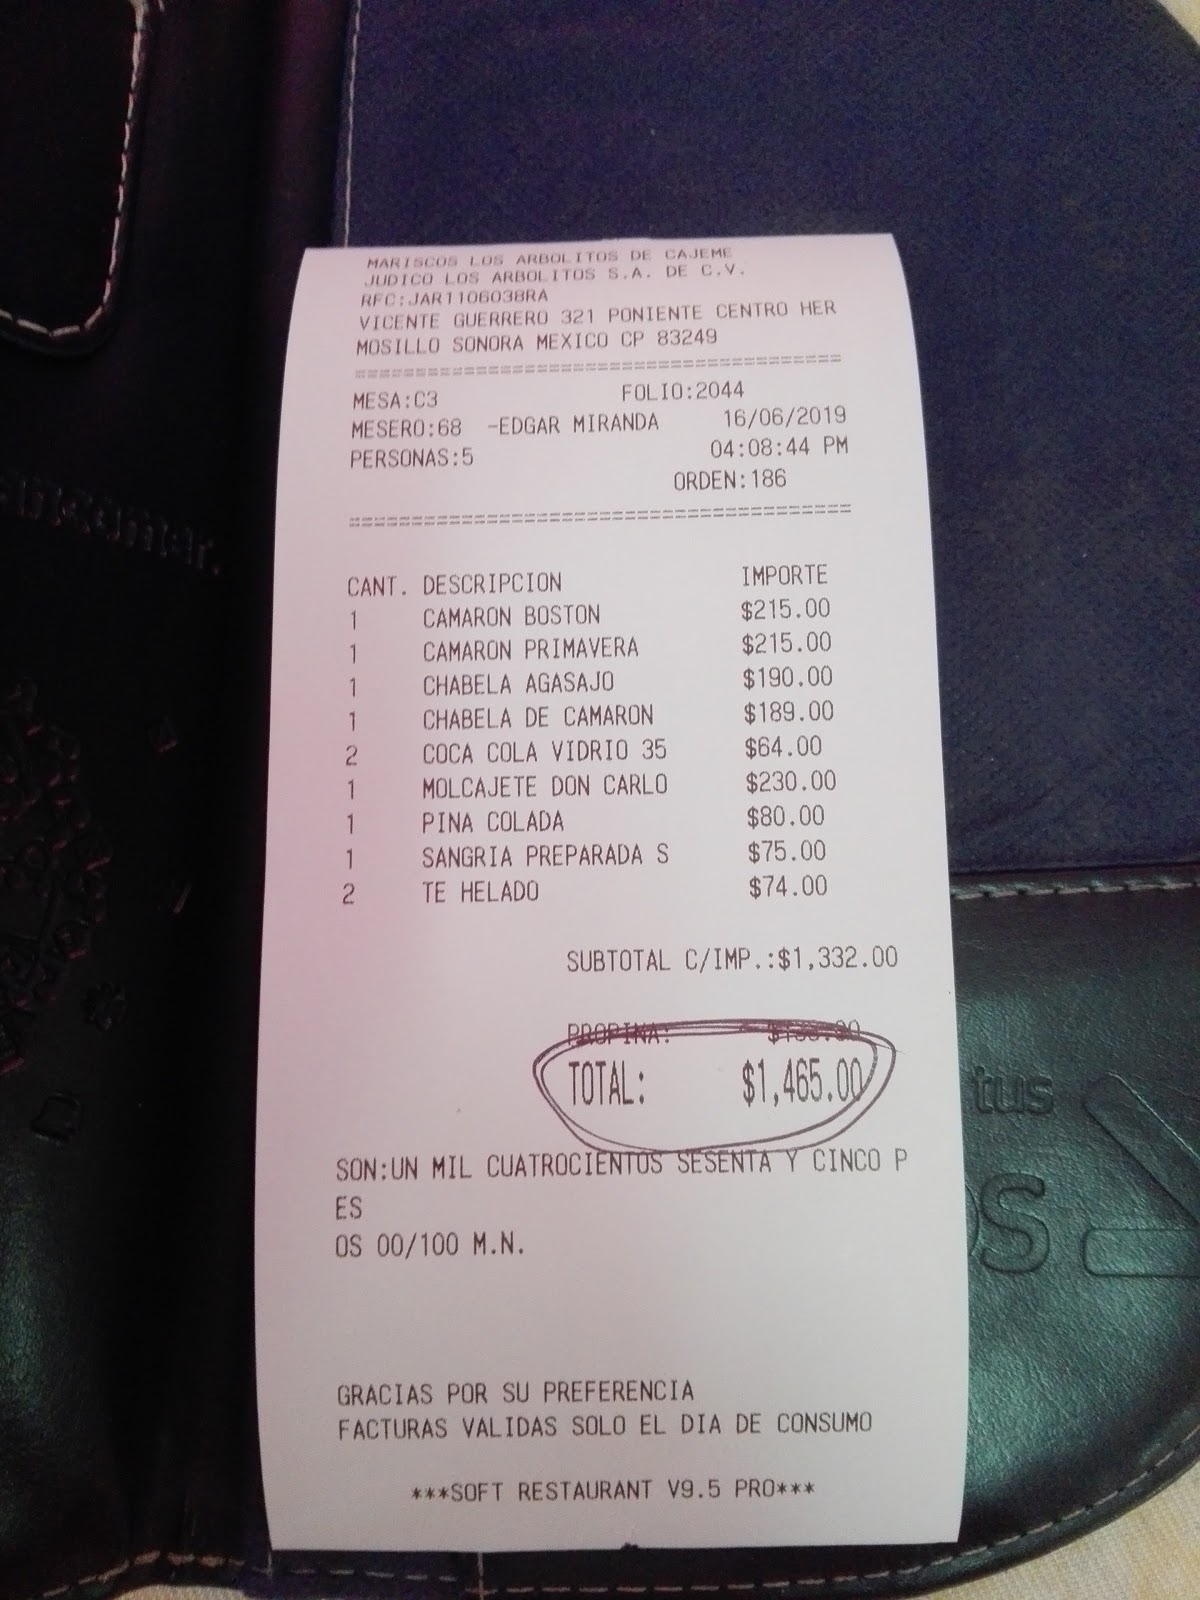 MARISCOS LOS ARBOLITOS DE CAJEME
JUDICO LOS ARBOLITOS S.A. DE C.V.
RFC:JAR1106038RA
VICENTE GUERRERO 321 PONIENTE CENTRO HER
MOSILLO SONORA MEXICO CP 83249
========================================
MESA:C3 FOLIO:2044
MESERO:68 -EDGAR MIRANDA 16/06/2019
PERSONAS:5 04:08:44 PM
ORDEN:186
========================================
CANT. DESCRIPCION IMPORTE
1 CAMARON BOSTON $215.00
1 CAMARON PRIMAVERA $215.00
1 CHABELA AGASAJO $190.00
1 CHABELA DE CAMARON $189.00
2 COCA COLA VIDRIO 35 $64.00
1 MOLCAJETE DON CARLO $230.00
1 PINA COLADA $80.00
1 SANGRIA PREPARADA S $75.00
2 TE HELADO $74.00
SUBTOTAL C/IMP.:$1,332.00
PROPINA:
TOTAL: $1,465.00
SON:UN MIL CUATROCIENTOS SESENTA Y CINCO P
ES
OS 00/100 M.N.
GRACIAS POR SU PREFERENCIA
FACTURAS VALIDAS SOLO EL DIA DE CONSUMO
***SOFT RESTAURANT V9.5 PRO***
tus